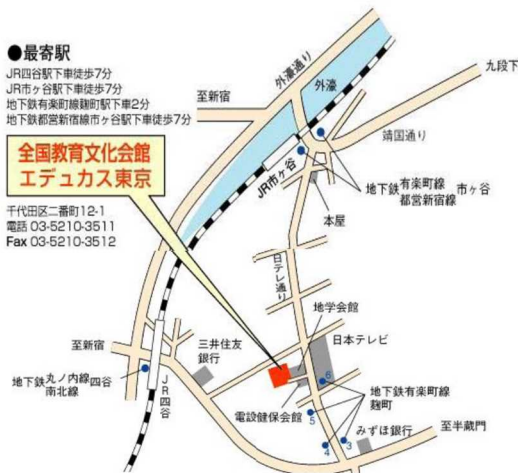 ●最寄駅
JR四谷駅下車徒歩7分
JR市ヶ谷駅下車徒歩7分
地下鉄有楽町線麹町駅下車2分
地下鉄都営新宿線市ヶ谷駅下車徒歩7分
全国教育文化会館
エデュカス東京
千代田区二番町12-1
電話 03-5210-3511
Fax 03-5210-3512
外濠通り
外濠
至新宿
九段下
靖国通り
JR市ヶ谷
地下鉄有楽町線
都営新宿線
市ヶ谷
本屋
日テレ通り
地学会館
日本テレビ
至新宿
三井住友
銀行
地下鉄丸ノ内線
南北線
四谷
JR四谷
電設健保会館
6
5
4
3
地下鉄有楽町線
麹町
みずほ銀行
至半蔵門